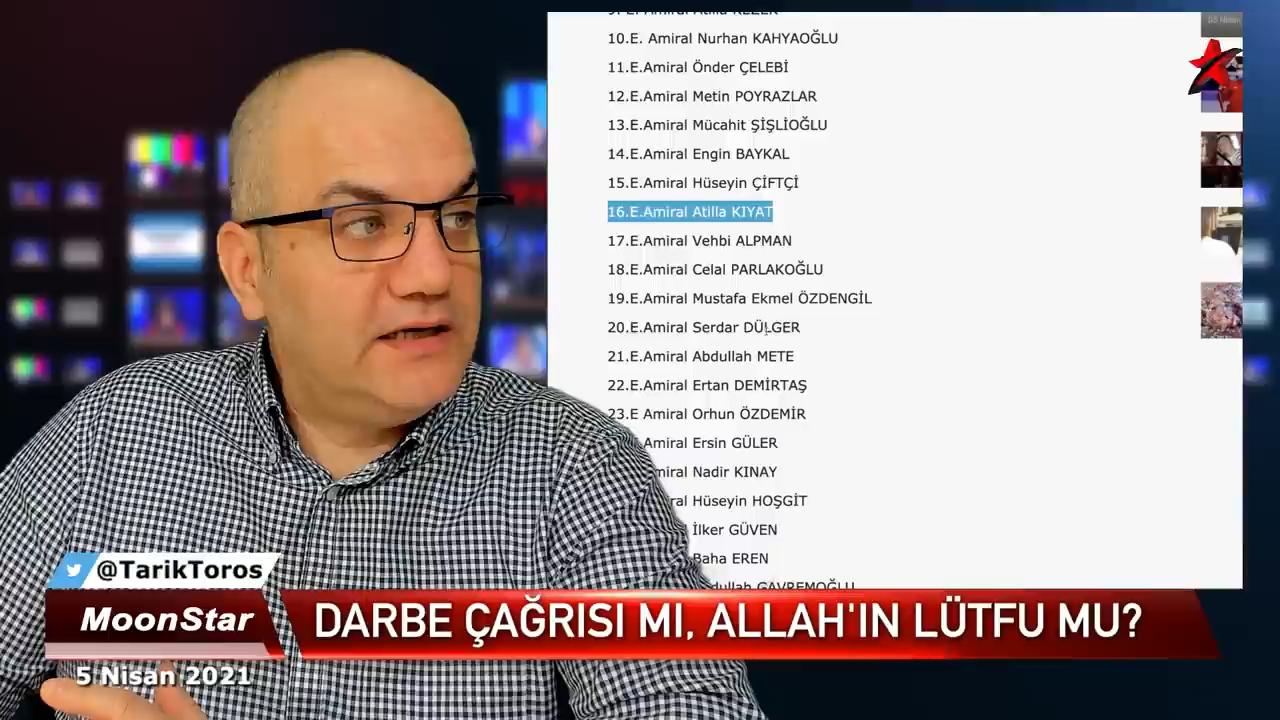 05 Nisan
10.E. Amiral Nurhan KAHYAOĞLU
11.E.Amiral Önder ÇELEBİ
12.E.Amiral Metin POYRAZLAR
13.E.Amiral Mücahit ŞİŞLİOĞLU
14.E.Amiral Engin BAYKAL
15.E.Amiral Hüseyin ÇİFTÇİ
16.E.Amiral Atilla KIYAT
17.E.Amiral Vehbi ALPMAN
18.E.Amiral Celal PARLAKOĞLU
19.E.Amiral Mustafa Ekmel ÖZDENGİL
20.E.Amiral Serdar DÜLGER
21.E.Amiral Abdullah METE
22.E.Amiral Ertan DEMİRTAŞ
23.E Amiral Orhun ÖZDEMİR
Amiral Ersin GÜLER
miral Nadir KINAY
ral Hüseyin HOŞGİT
İlker GÜVEN
Baha EREN
@TarikToros
MoonStar
DARBE ÇAĞRISI MI, ALLAH'IN LÜTFU MU?
5 Nisan 2021